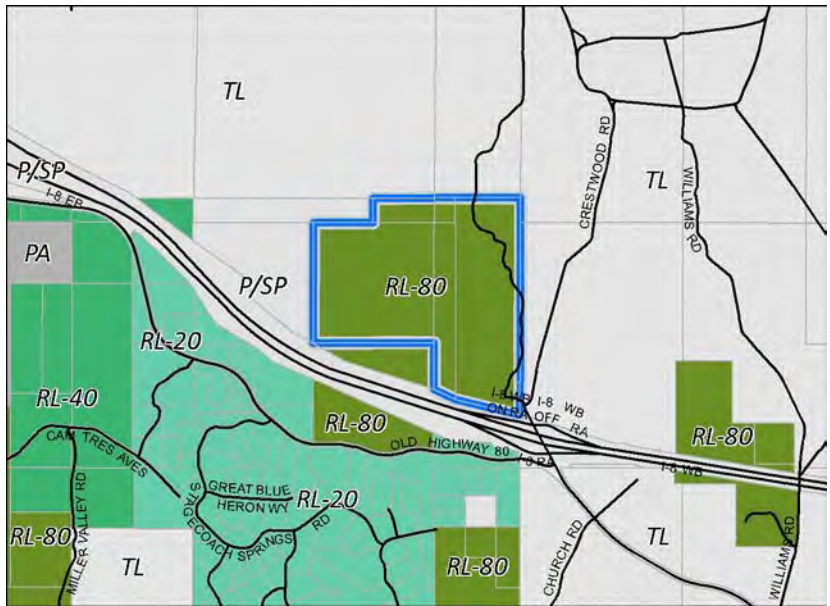 TL
P/SP
I-8 EB
PA
RL-20
P/SP
RL-80
CRESTWOOD RD
TL
WILLIAMS RD
RL-40
RL-80
I-8 WB
I-8 WB
ON RA
OFF RA
CAM TRES AVES
OLD HIGHWAY 80
RL-80
I-8 WB
MILLER VALLEY RD
GREAT BLUE
HERON WY
RL-20
STAGECOACH SPRINGS RD
RL-80
TL
RL-80
CHURCH RD
TL
WILLIAMS RD